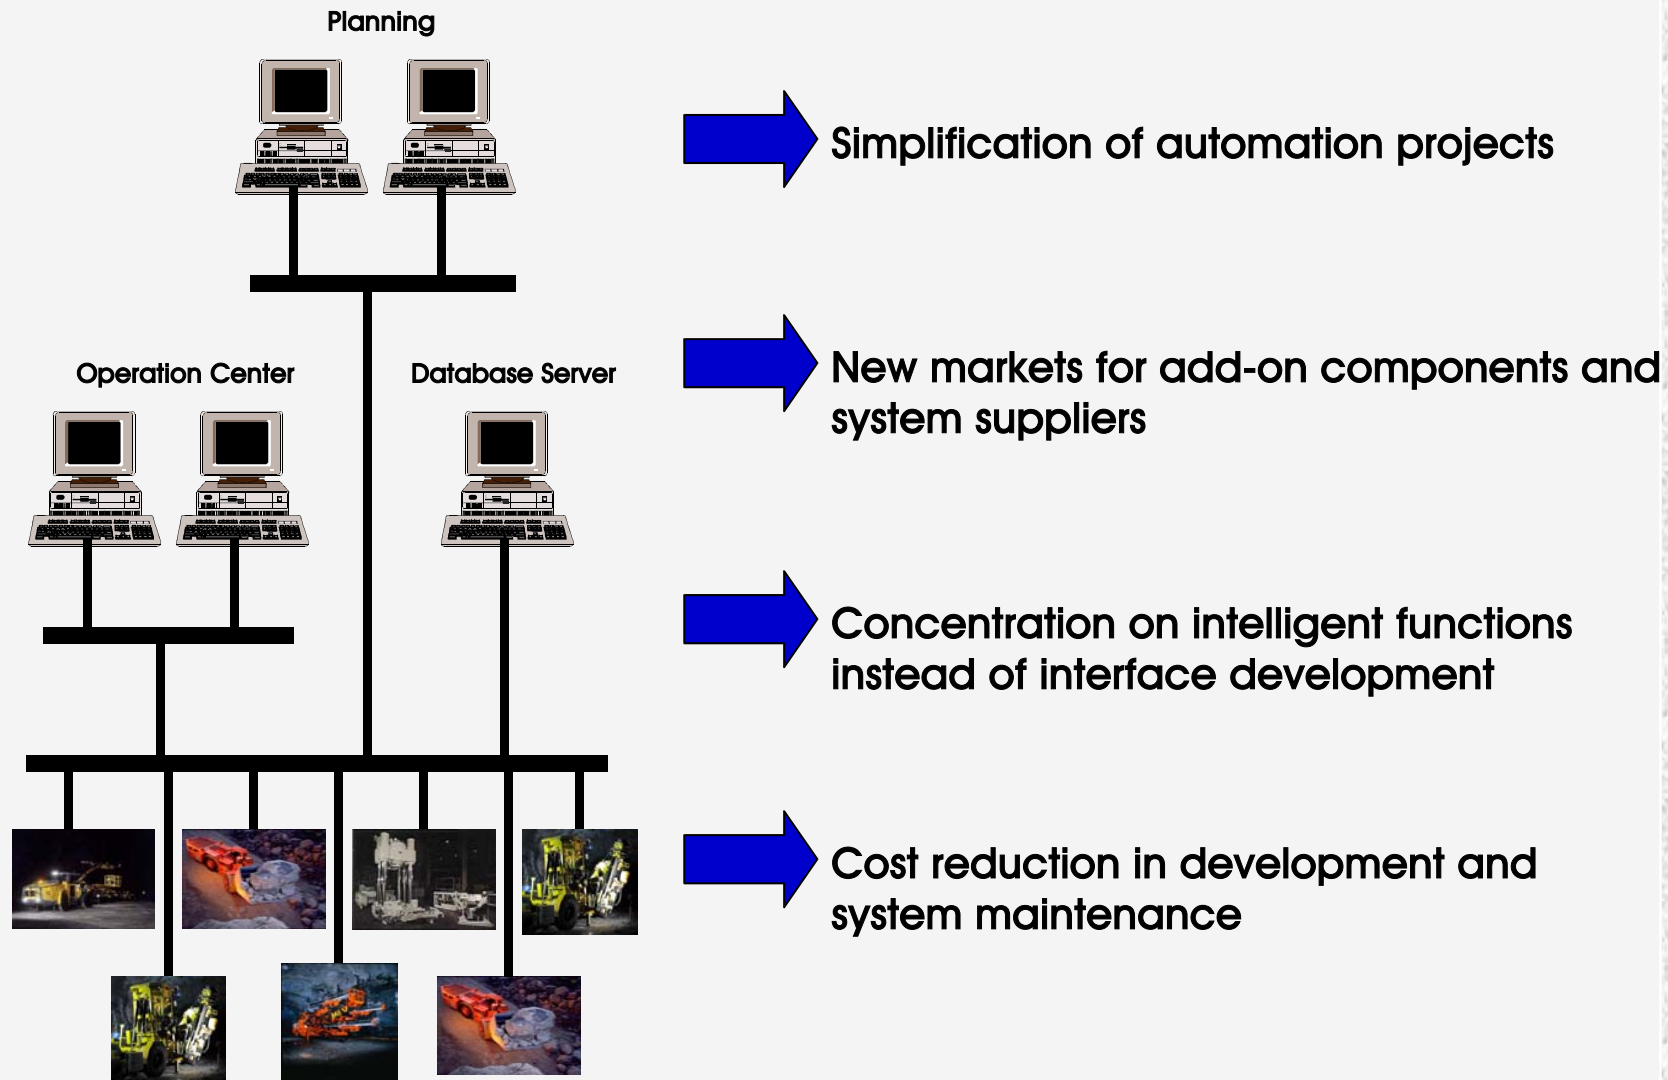 Planning
Simplification of automation projects
Operation Center
Database Server
New markets for add-on components and
system suppliers
Concentration on intelligent functions
instead of interface development
Cost reduction in development and
system maintenance